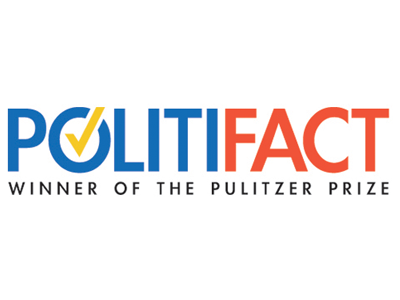 POLITIFACT
WINNER OF THE PULITZER PRIZE